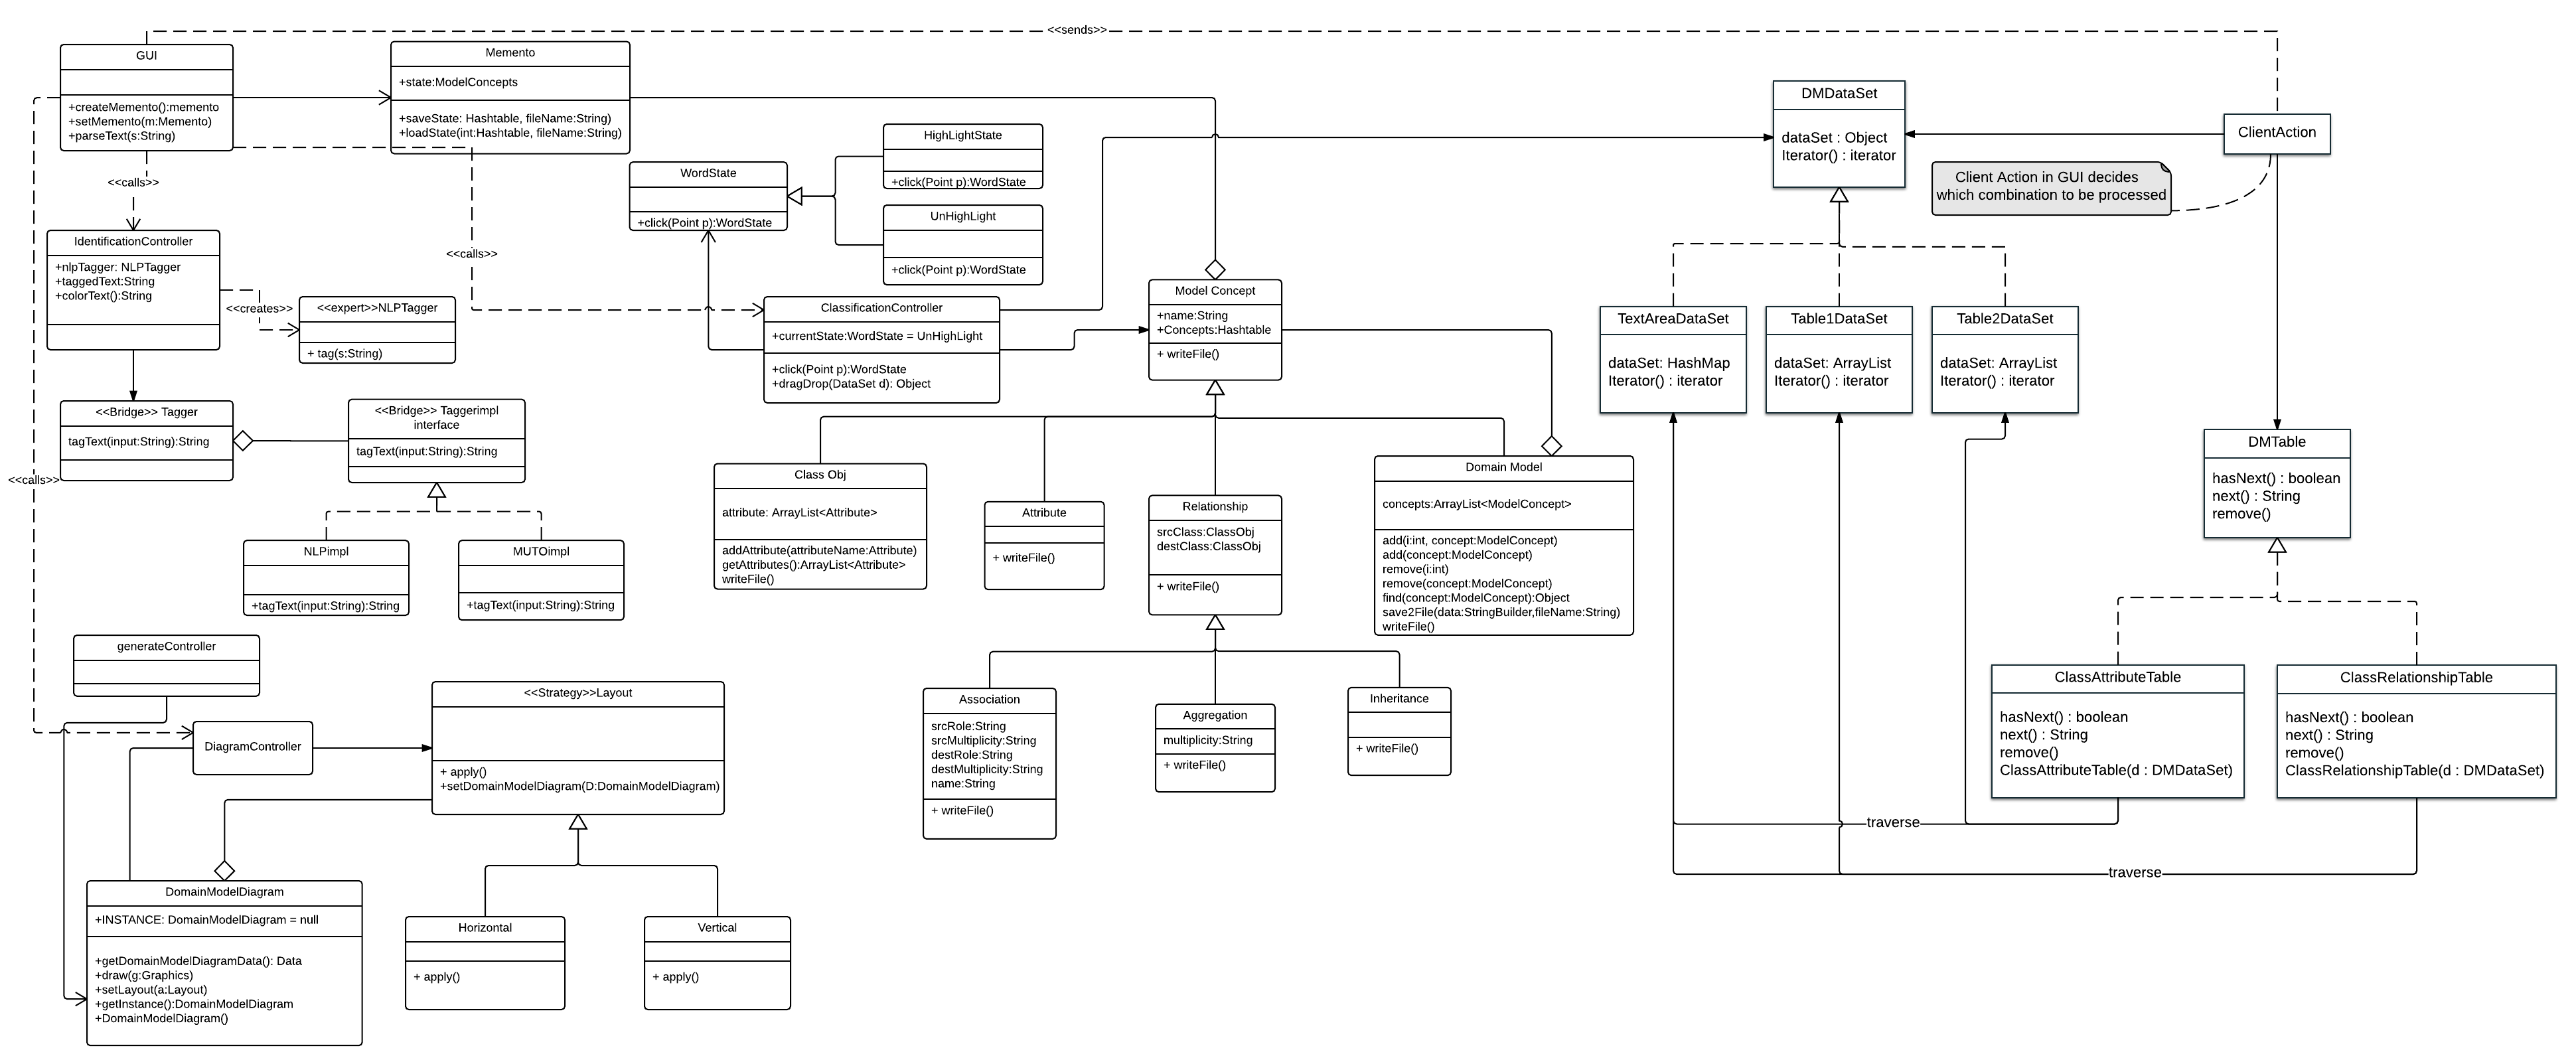 <<sends>>
GUI
+createMemento():memento
+setMemento(m:Memento)
+parseText(s:String)
Memento
+state:ModelConcepts
+saveState: Hashtable, fileName:String)
+loadState(int:Hashtable, fileName:String)
<<calls>>
<<calls>>
<<calls>>
WordState
+click(Point p):WordState
HighLightState
+click(Point p):WordState
UnHighLight
+click(Point p):WordState
DMDataSet
dataSet : Object
Iterator() : iterator
ClientAction
Client Action in GUI decides
which combination to be processed
IdentificationController
+nlpTagger: NLPTagger
+taggedText:String
+colorText():String
<<creates>>
<<expert>>NLPTagger
+ tag(s:String)
ClassificationController
+currentState:WordState = UnHighLight
+click(Point p):WordState
+dragDrop(DataSet d): Object
Model Concept
+name:String
+Concepts:Hashtable
+ writeFile()
TextAreaDataSet
dataSet: HashMap
Iterator() : iterator
Table1DataSet
dataSet: ArrayList
Iterator() : iterator
Table2DataSet
dataSet: ArrayList
Iterator() : iterator
<<Bridge>> Tagger
tagText(input:String):String
<<Bridge>> Taggerimpl
interface
tagText(input:String):String
NLPimpl
+tagText(input:String):String
MUTOimpl
+tagText(input:String):String
Class Obj
attribute: ArrayList<Attribute>
addAttribute(attributeName:Attribute)
getAttributes():ArrayList<Attribute>
writeFile()
Attribute
+ writeFile()
Relationship
srcClass:ClassObj
destClass:ClassObj
+ writeFile()
Domain Model
concepts:ArrayList<ModelConcept>
add(i:int, concept:ModelConcept)
add(concept:ModelConcept)
remove(i:int)
remove(concept:ModelConcept)
find(concept:ModelConcept):Object
save2File(data:StringBuilder,fileName:String)
writeFile()
DMTable
hasNext() : boolean
next() : String
remove()
generateController
DiagramController
<<Strategy>>Layout
+ apply()
+setDomainModelDiagram(D:DomainModelDiagram)
Association
srcRole:String
srcMultiplicity:String
destRole:String
destMultiplicity:String
name:String
+ writeFile()
Aggregation
multiplicity:String
+ writeFile()
Inheritance
+ writeFile()
ClassAttributeTable
hasNext() : boolean
next() : String
remove()
ClassAttributeTable(d : DMDataSet)
ClassRelationshipTable
hasNext() : boolean
next() : String
remove()
ClassRelationshipTable(d : DMDataSet)
traverse
traverse
DomainModelDiagram
+INSTANCE: DomainModelDiagram = null
+getDomainModelDiagramData(): Data
+draw(g:Graphics)
+setLayout(a:Layout)
+getInstance():DomainModelDiagram
+DomainModelDiagram()
Horizontal
+ apply()
Vertical
+ apply()